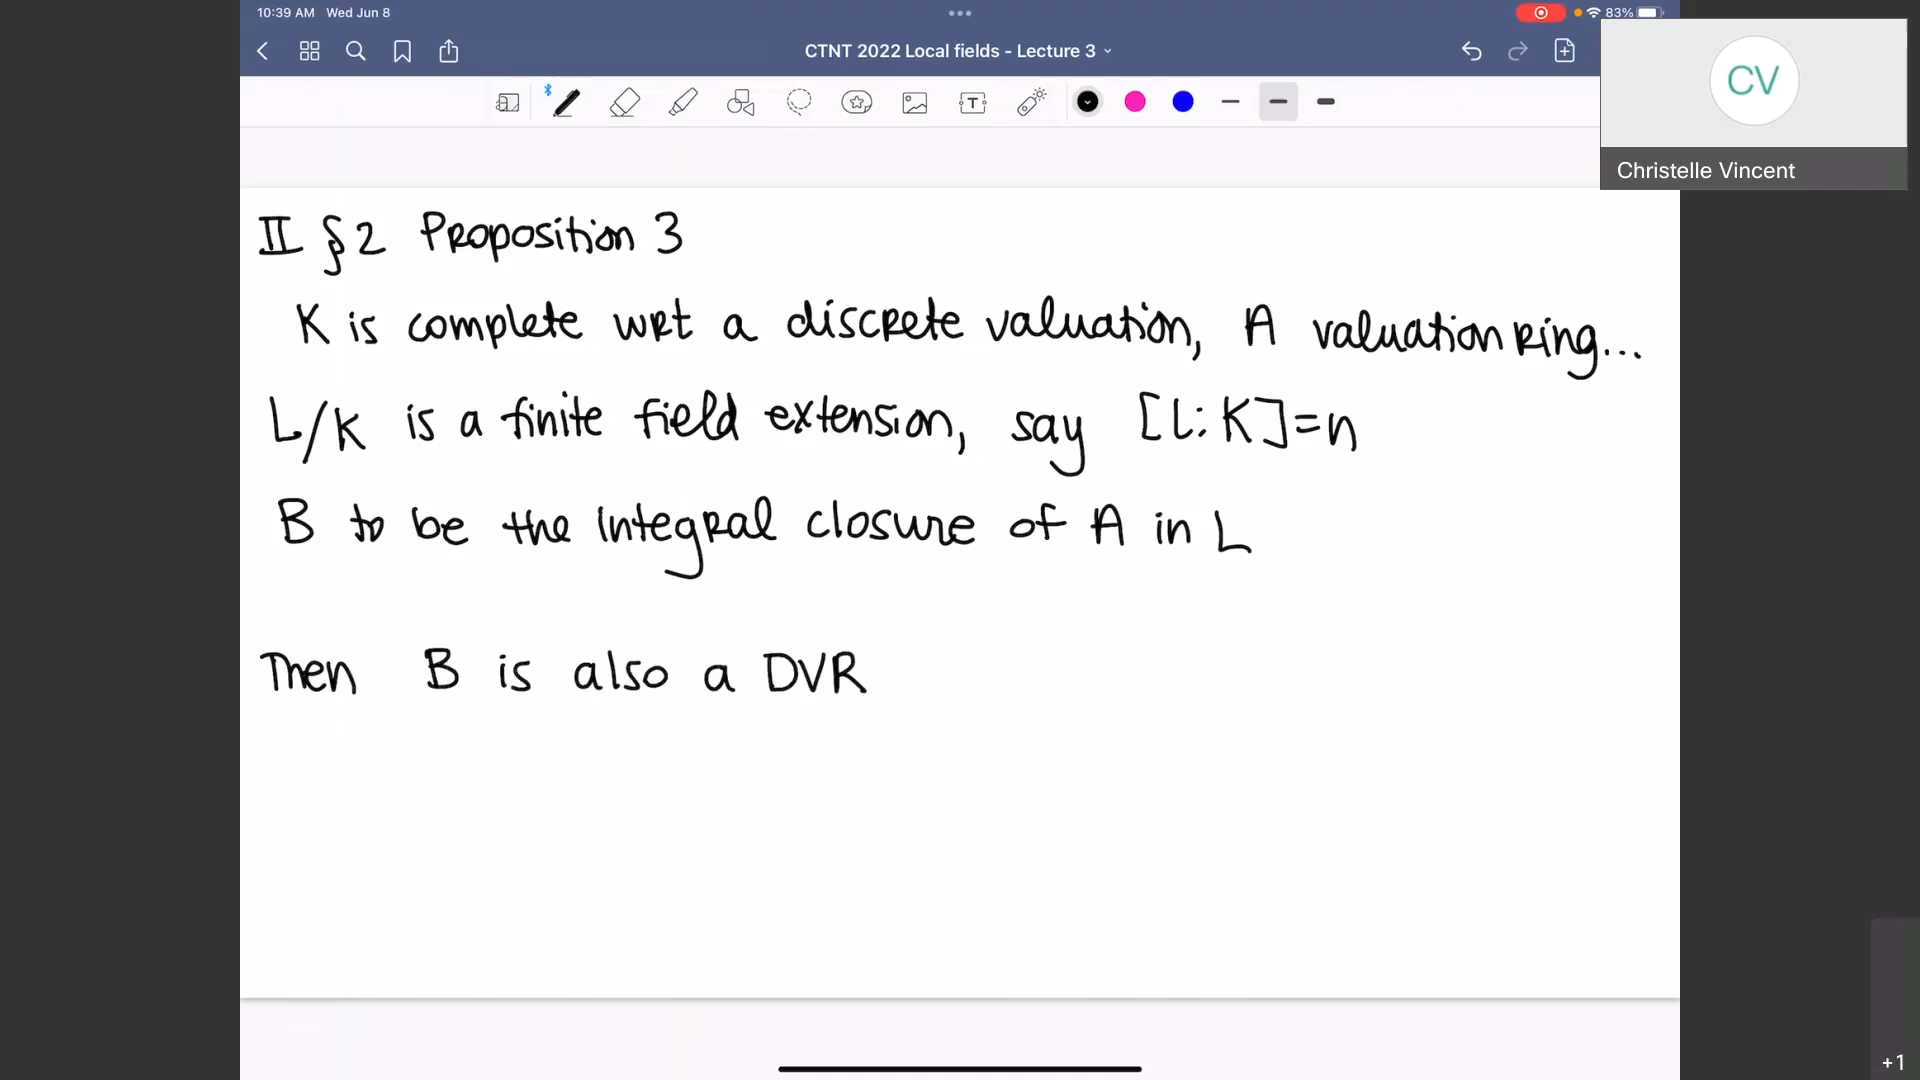 10:39 AM Wed Jun 8
83%
CTNT 2022 Local fields - Lecture 3
CV
Christelle Vincent
II §2 Proposition 3
K is complete wrt a discrete valuation, A valuation ring...
L/K is a finite field extension, say [L:K]=n
B to be the integral closure of A in L
Then B is also a DVR
+1